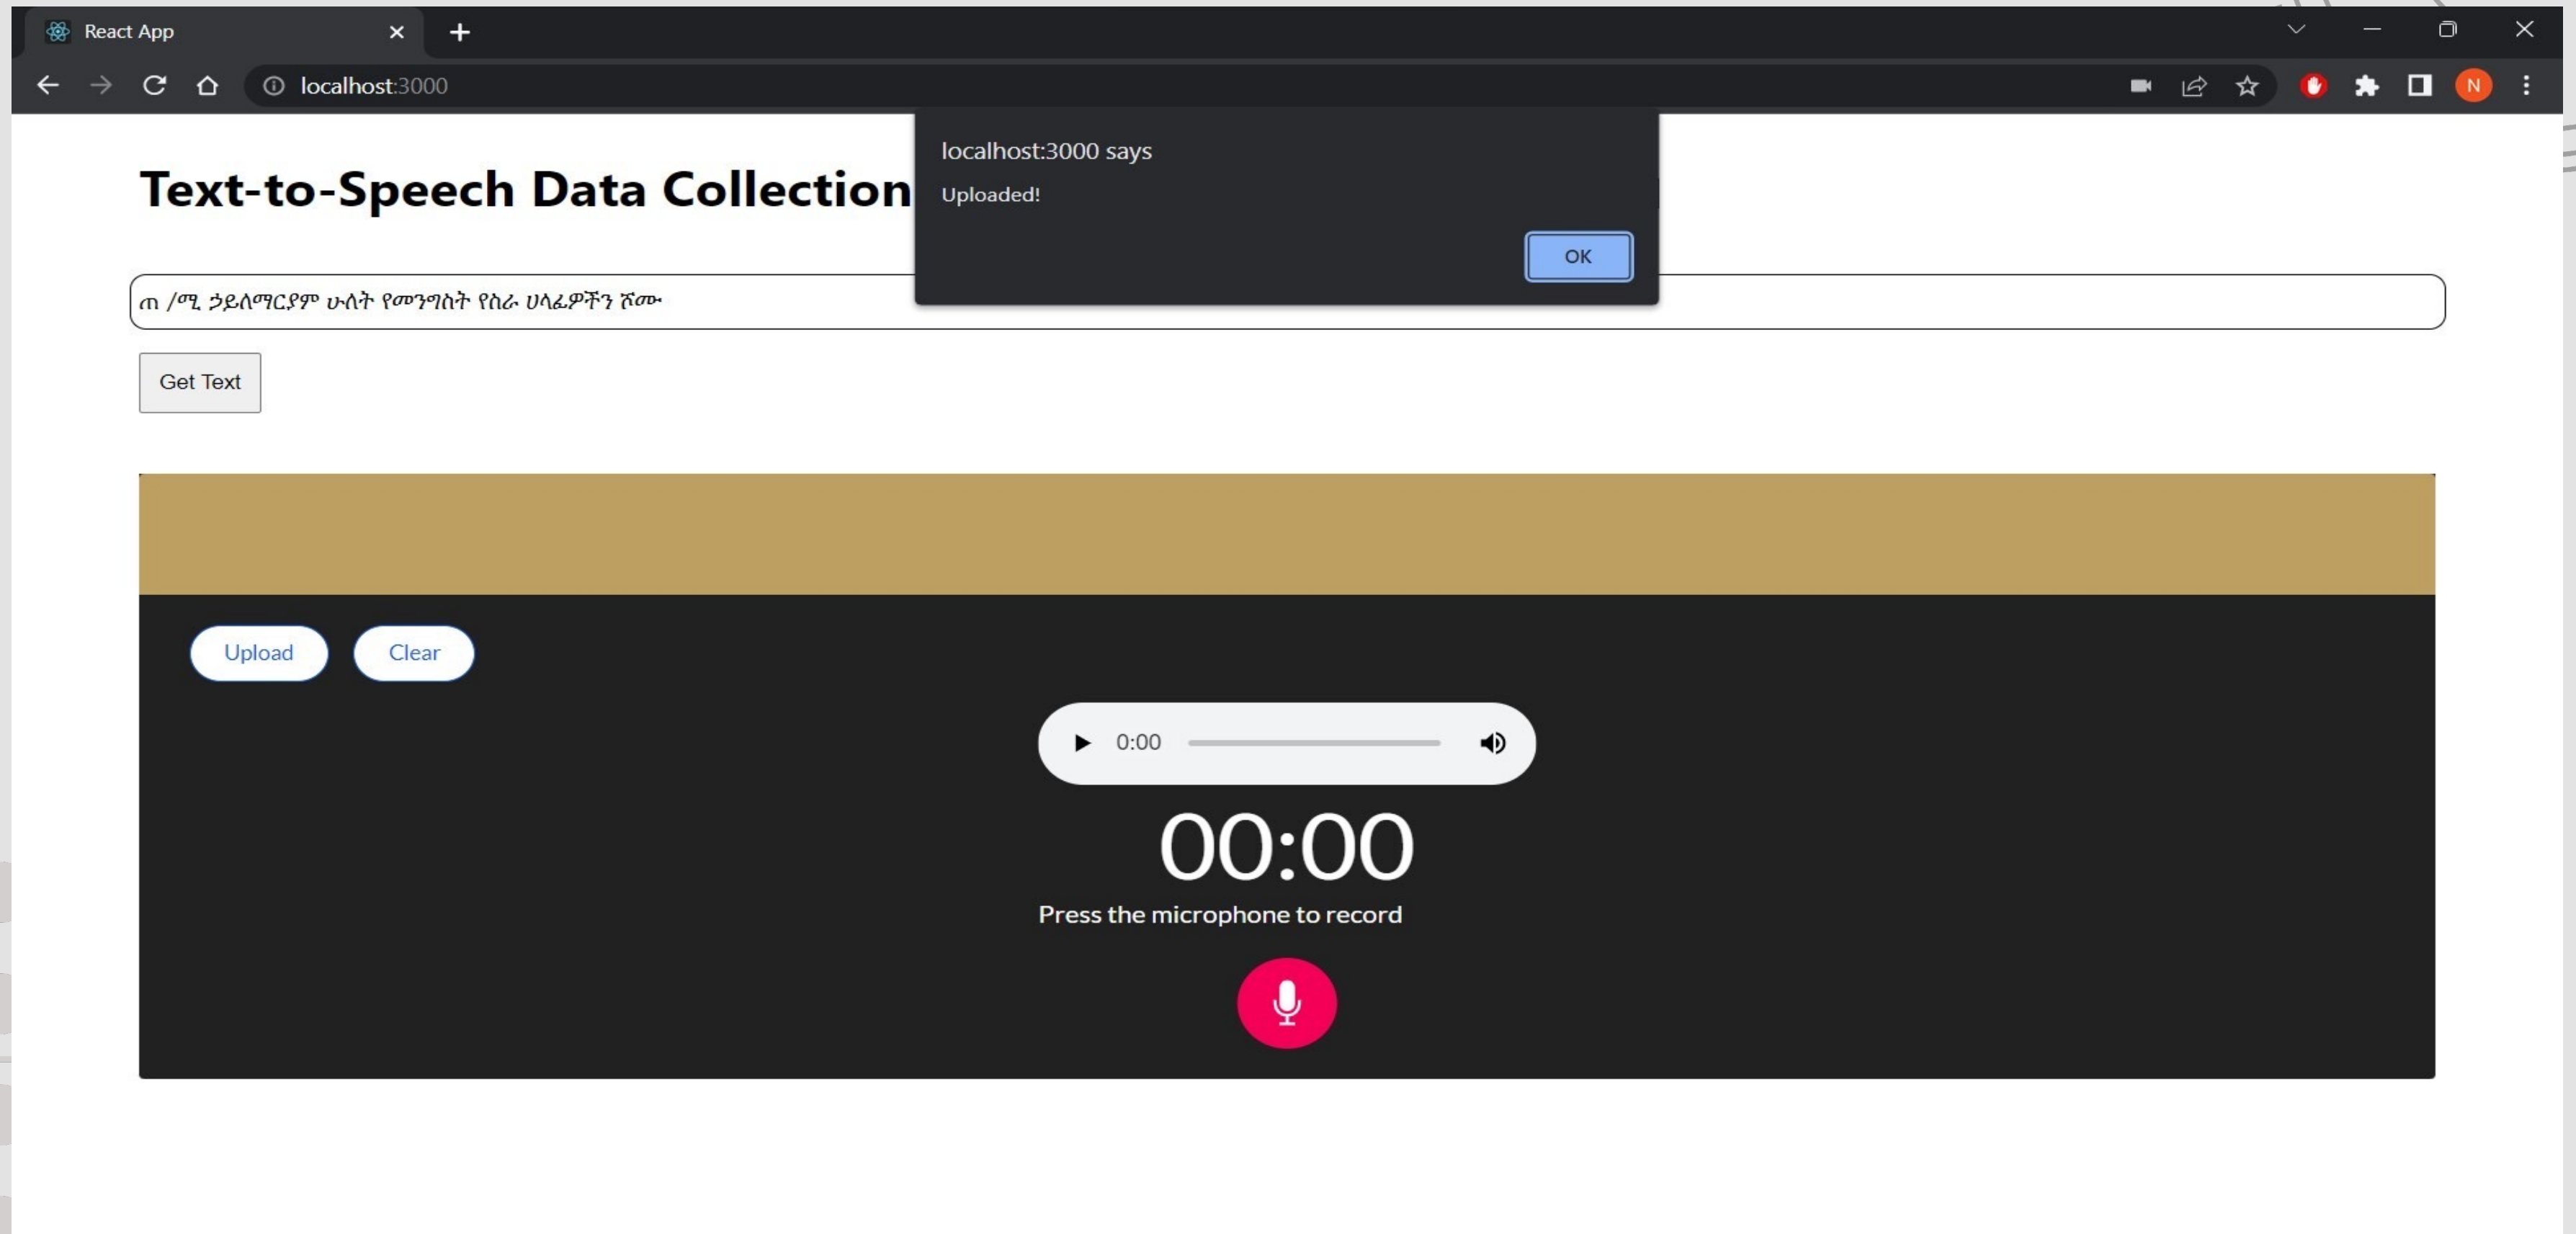 React App
localhost:3000
N
localhost:3000 says
Uploaded!
OK
Text-to-Speech Data Collection
ጠ /ሚ ኃይለማርያም ሁለት የመንግስት የስራ ሀላፊዎችን ሾሙ
Get Text
Upload Clear
0:00
00:00
Press the microphone to record